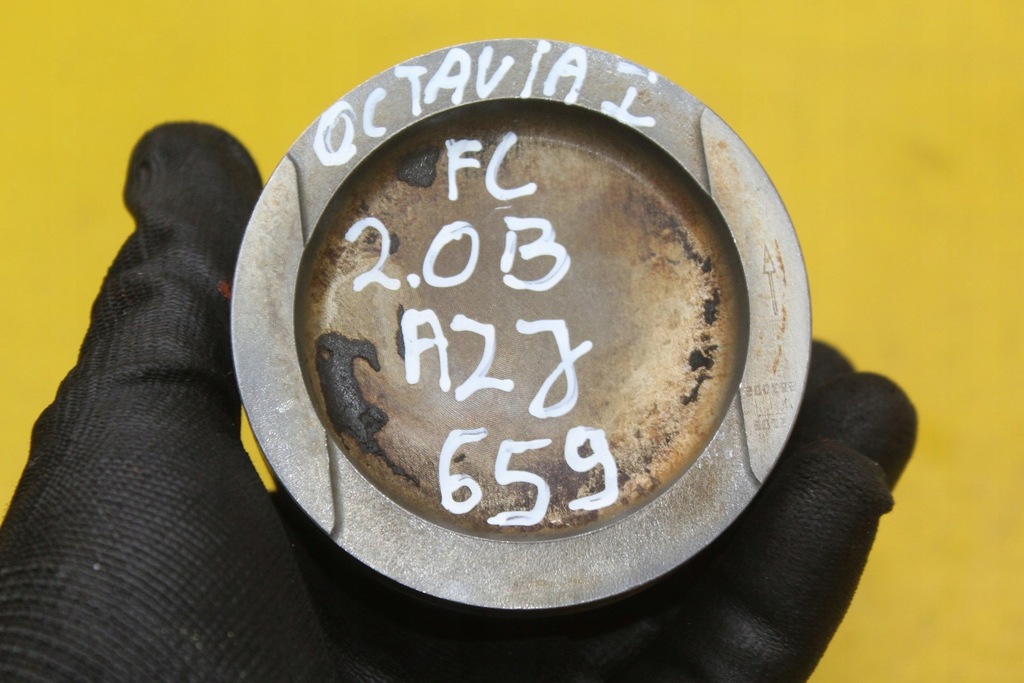 OCTAVIA I
FC
2.0B
AZJ
659